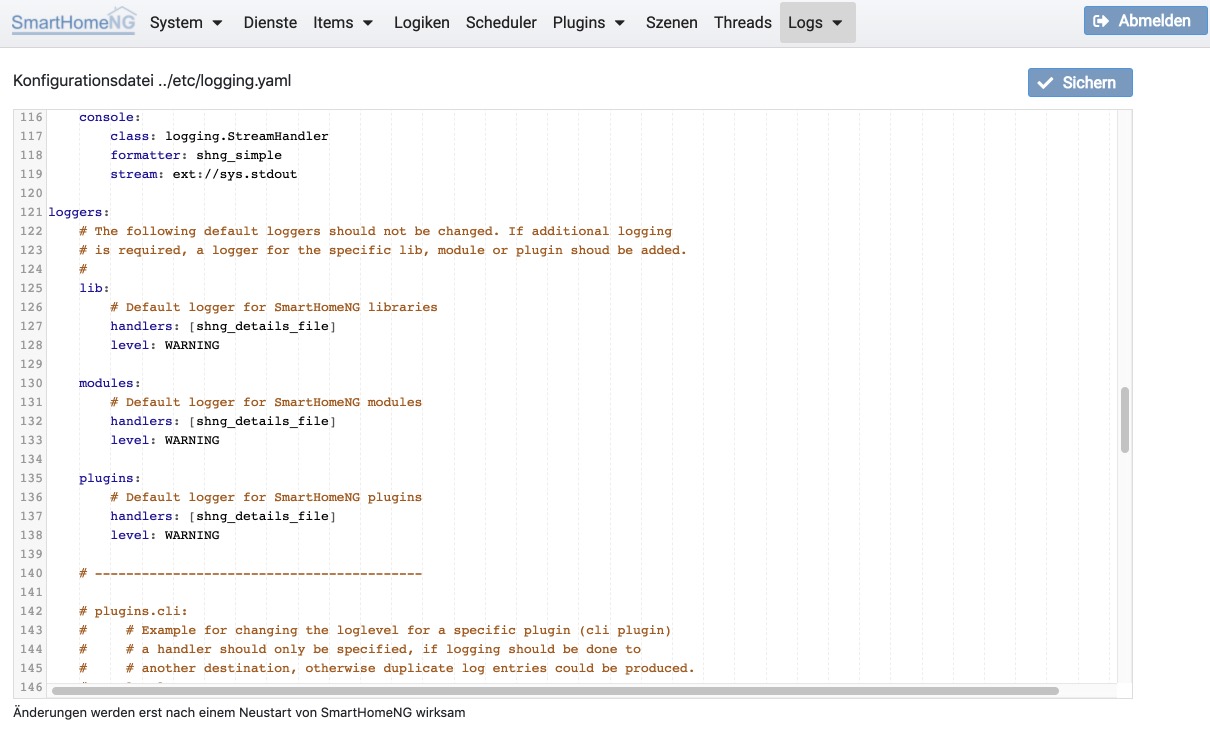 SmartHomeNG System Dienste Items Logiken Scheduler Plugins Szenen Threads Logs Abmelden
Konfigurationsdatei ../etc/logging.yaml Sichern
116     console:
117         class: logging.StreamHandler
118         formatter: shng_simple
119         stream: ext://sys.stdout
120
121 loggers:
122     # The following default loggers should not be changed. If additional logging
123     # is required, a logger for the specific lib, module or plugin shoud be added.
124     #
125     lib:
126         # Default logger for SmartHomeNG libraries
127         handlers: [shng_details_file]
128         level: WARNING
129
130     modules:
131         # Default logger for SmartHomeNG modules
132         handlers: [shng_details_file]
133         level: WARNING
134
135     plugins:
136         # Default logger for SmartHomeNG plugins
137         handlers: [shng_details_file]
138         level: WARNING
139
140     # ------------------------------------------
141
142     # plugins.cli:
143     #     # Example for changing the loglevel for a specific plugin (cli plugin)
144     #     # a handler should only be specified, if logging should be done to
145     #     # another destination, otherwise duplicate log entries could be produced.
146
Änderungen werden erst nach einem Neustart von SmartHomeNG wirksam